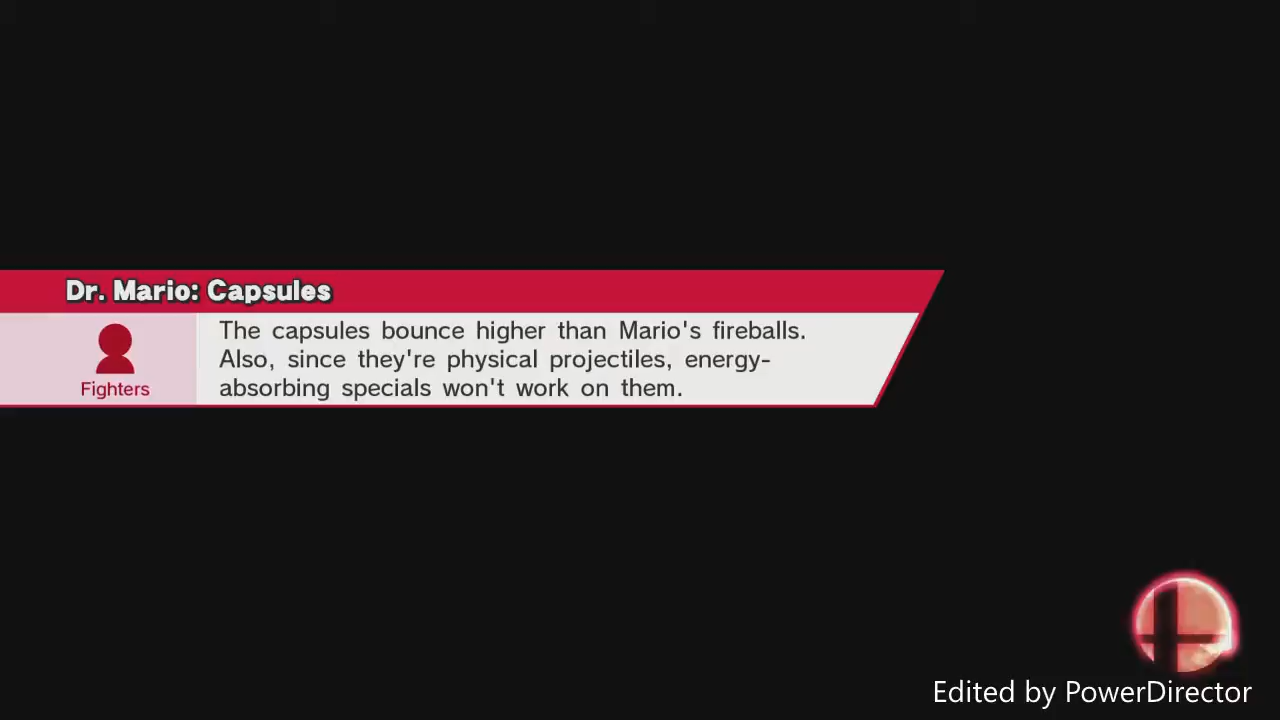 Dr. Mario: Capsules
Fighters
The capsules bounce higher than Mario's fireballs.
Also, since they're physical projectiles, energy-
absorbing specials won't work on them.
Edited by PowerDirector